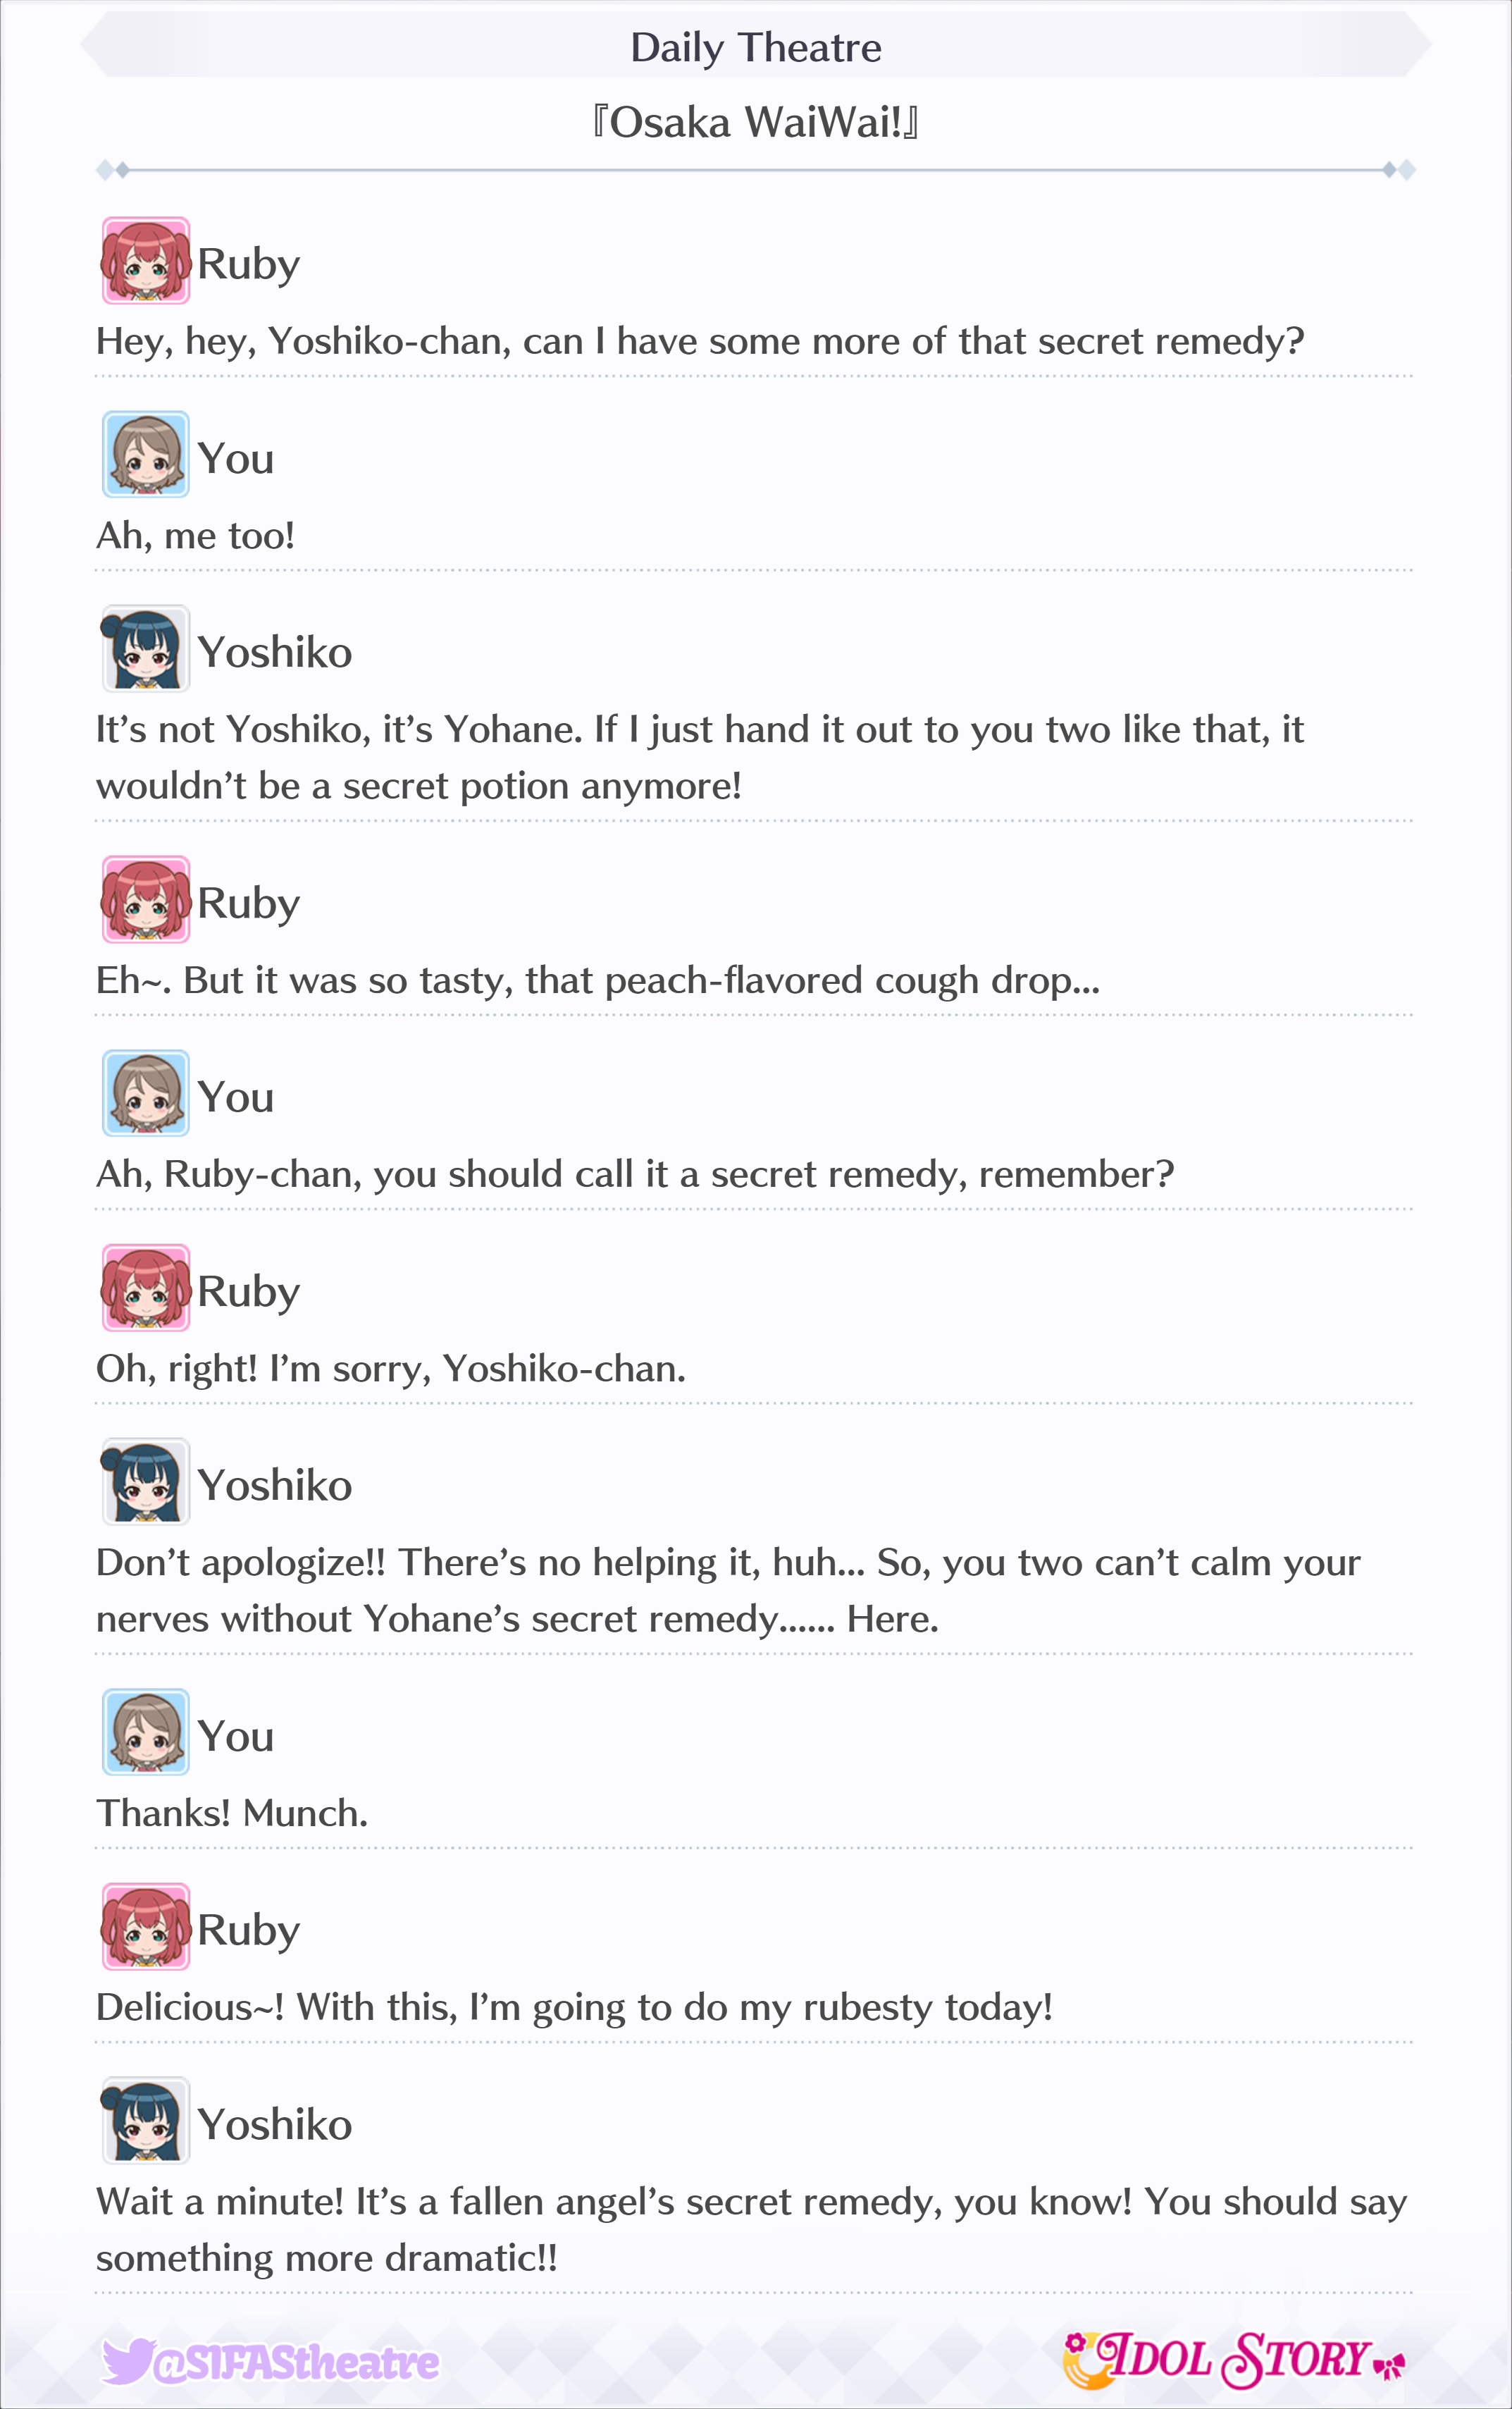 Daily Theatre
『Osaka WaiWai!』
Ruby
Hey, hey, Yoshiko-chan, can I have some more of that secret remedy?
You
Ah, me too!
Yoshiko
It’s not Yoshiko, it’s Yohane. If I just hand it out to you two like that, it
wouldn’t be a secret potion anymore!
Ruby
Eh~. But it was so tasty, that peach-flavored cough drop...
You
Ah, Ruby-chan, you should call it a secret remedy, remember?
Ruby
Oh, right! I’m sorry, Yoshiko-chan.
Yoshiko
Don’t apologize!! There’s no helping it, huh... So, you two can’t calm your
nerves without Yohane’s secret remedy...... Here.
You
Thanks! Munch.
Ruby
Delicious~! With this, I’m going to do my rubesty today!
Yoshiko
Wait a minute! It’s a fallen angel’s secret remedy, you know! You should say
something more dramatic!!
@SIFAStheatre
IDOL STORY